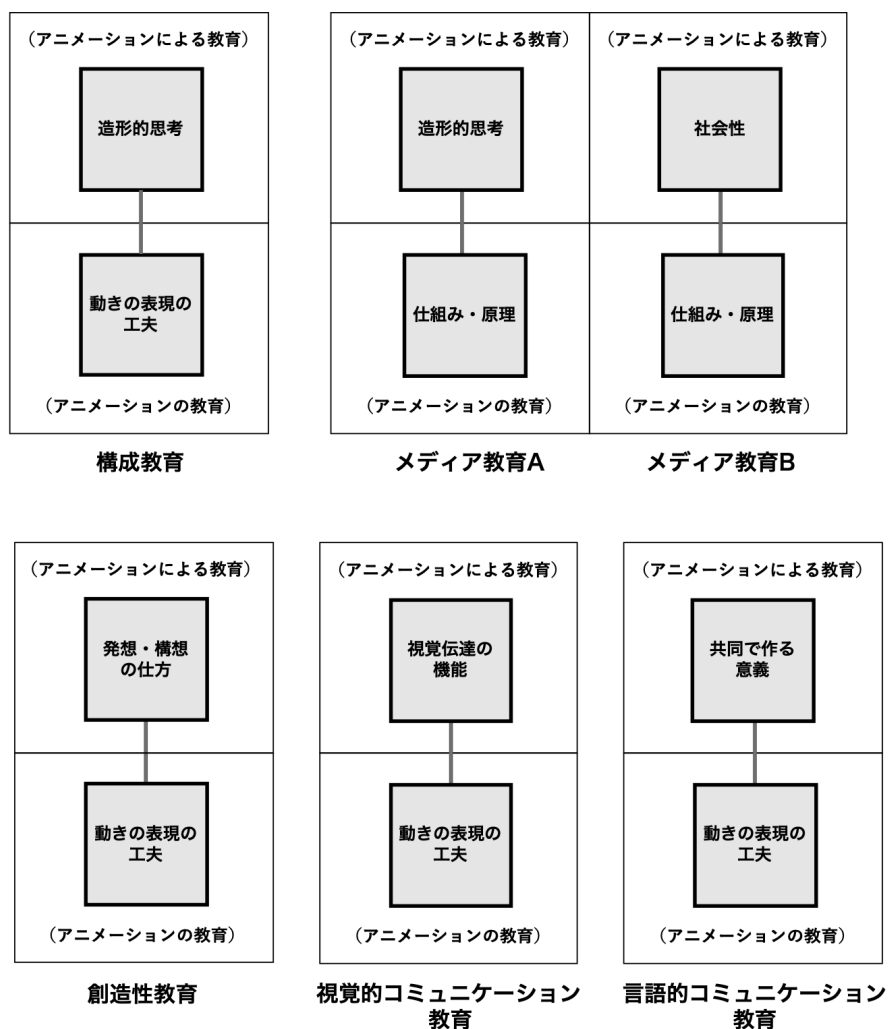 （アニメーションによる教育）
造形的思考
動きの表現の
工夫
（アニメーションの教育）
構成教育
（アニメーションによる教育）
造形的思考
仕組み・原理
（アニメーションの教育）
メディア教育A
（アニメーションによる教育）
社会性
仕組み・原理
（アニメーションの教育）
メディア教育B
（アニメーションによる教育）
発想・構想
の仕方
動きの表現の
工夫
（アニメーションの教育）
創造性教育
（アニメーションによる教育）
視覚伝達の
機能
動きの表現の
工夫
（アニメーションの教育）
視覚的コミュニケーション
教育
（アニメーションによる教育）
共同で作る
意義
動きの表現の
工夫
（アニメーションの教育）
言語的コミュニケーション
教育